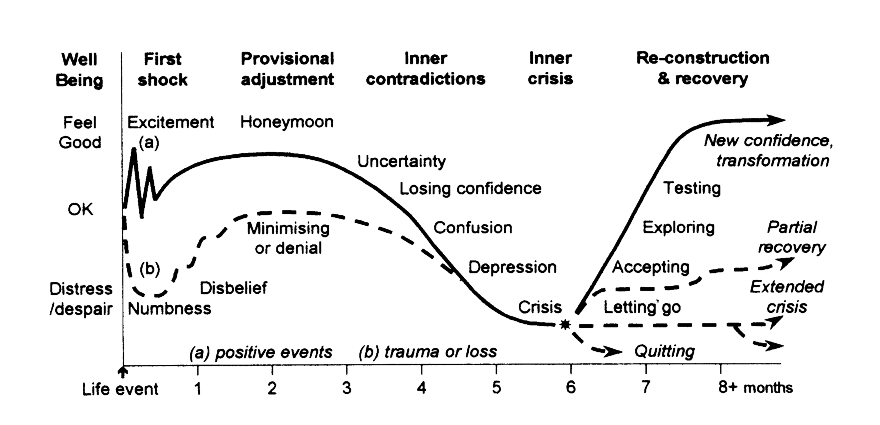 Well Being
First shock
Provisional adjustment
Inner contradictions
Inner crisis
Re-construction & recovery
Feel Good
Excitement
Honeymoon
(a)
New confidence, transformation
Uncertainty
Losing confidence
Testing
OK
Minimising or denial
Confusion
Exploring
Partial recovery
(b)
Depression
Accepting
Distress /despair
Numbness
Disbelief
Crisis
Letting go
Extended crisis
(a) positive events
(b) trauma or loss
Quitting
Life event
1
2
3
4
5
6
7
8+ months